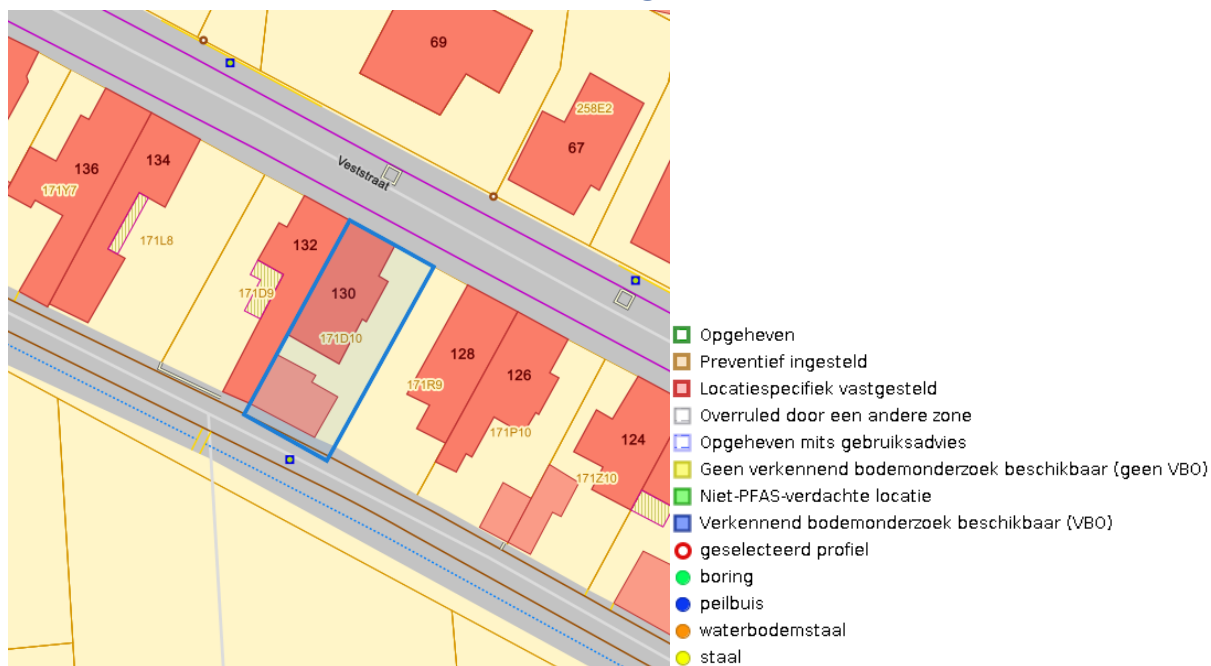 69
258E2
67
136
134
Veststraat
171Y7
171L8
132
171D9
130
171D10
128
171R9
126
171P10
124
171Z10
Opgeheven
Preventief ingesteld
Locatiespecifiek vastgesteld
Overruled door een andere zone
Opgeheven mits gebruiksadvies
Geen verkennend bodemonderzoek beschikbaar (geen VBO)
Niet-PFAS-verdachte locatie
Verkennend bodemonderzoek beschikbaar (VBO)
geselecteerd profiel
boring
peilbuis
waterbodemstaal
staal